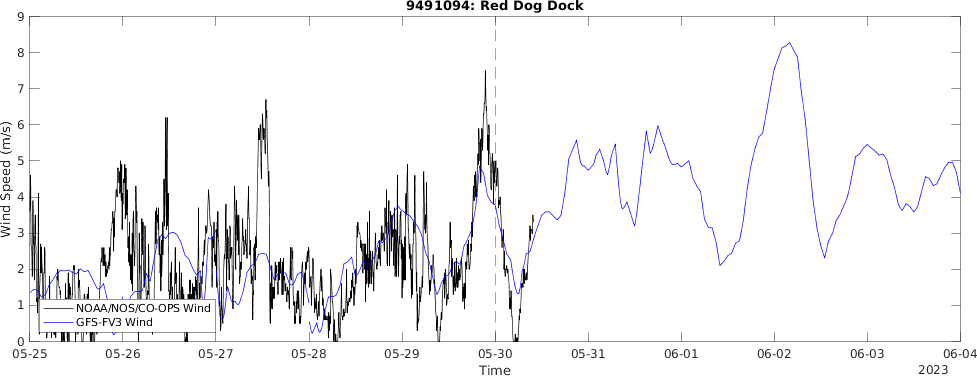 9491094: Red Dog Dock
9
8
7
6
5
4
3
2
1
0
Wind Speed (m/s)
NOAA/NOS/CO-OPS Wind
GFS-FV3 Wind
05-25 05-26 05-27 05-28 05-29 05-30 05-31 06-01 06-02 06-03 06-04
Time
2023